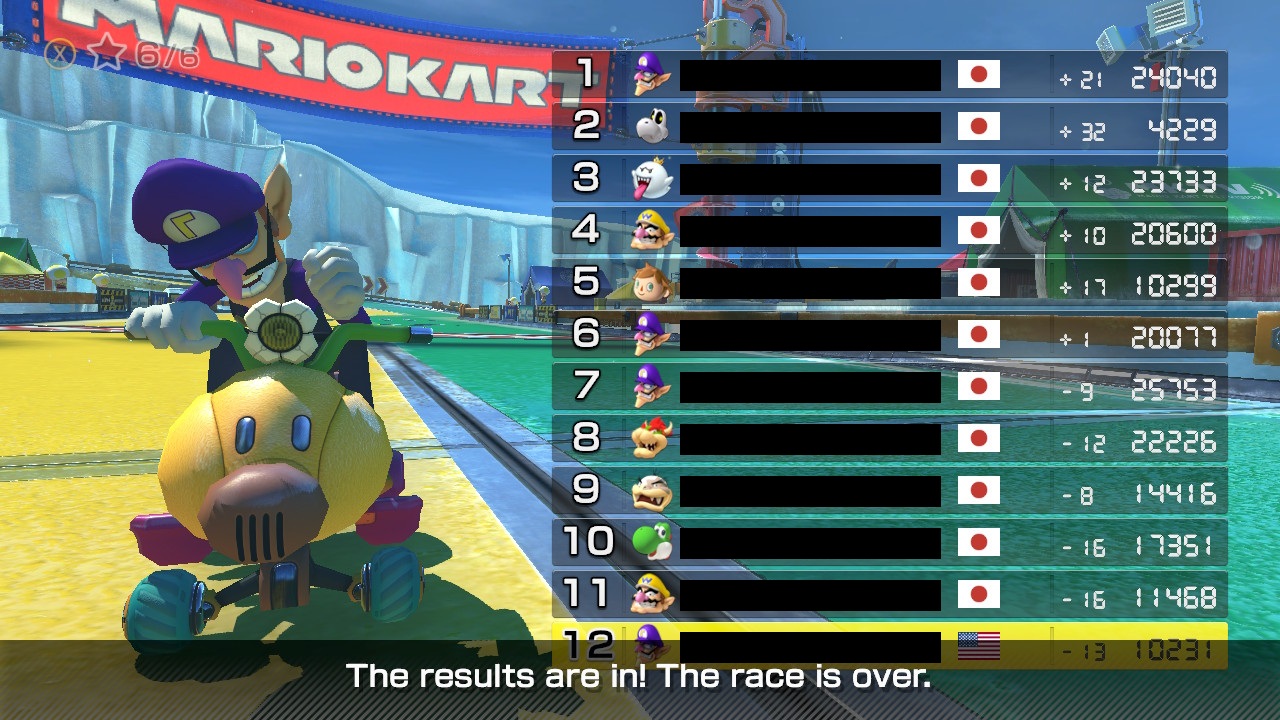 MARIOKART
X 6/6
1 +21 24040
2 +32 4229
3 +12 23733
4 +10 20600
5 +17 10299
6 +1 20077
7 -9 25753
8 -12 22226
9 -8 14416
10 -16 17351
11 -16 11468
12 -13 10231
The results are in! The race is over.